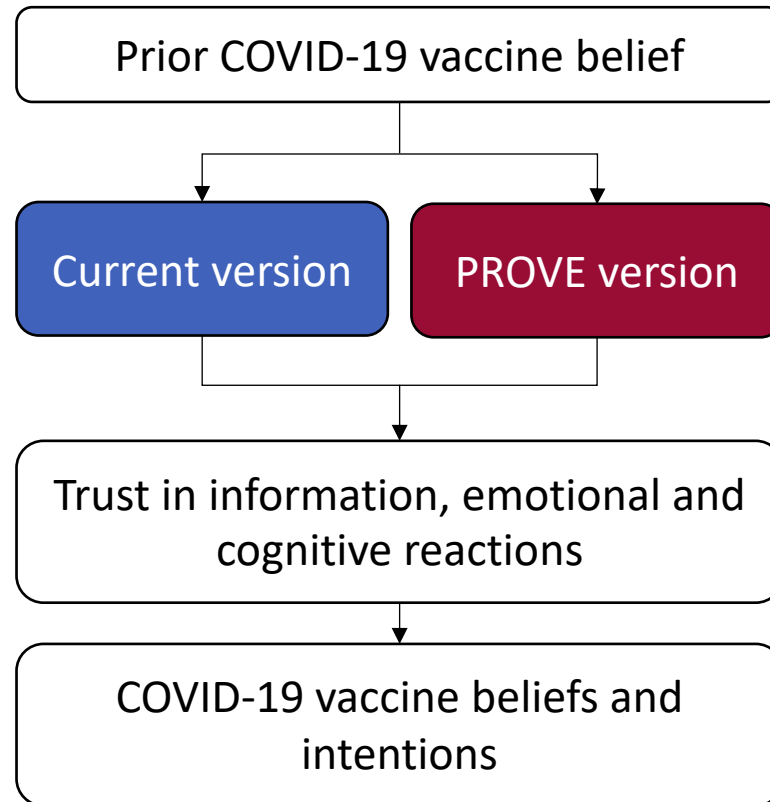 Prior COVID-19 vaccine belief
Current version
PROVE version
Trust in information, emotional and
cognitive reactions
COVID-19 vaccine beliefs and
intentions